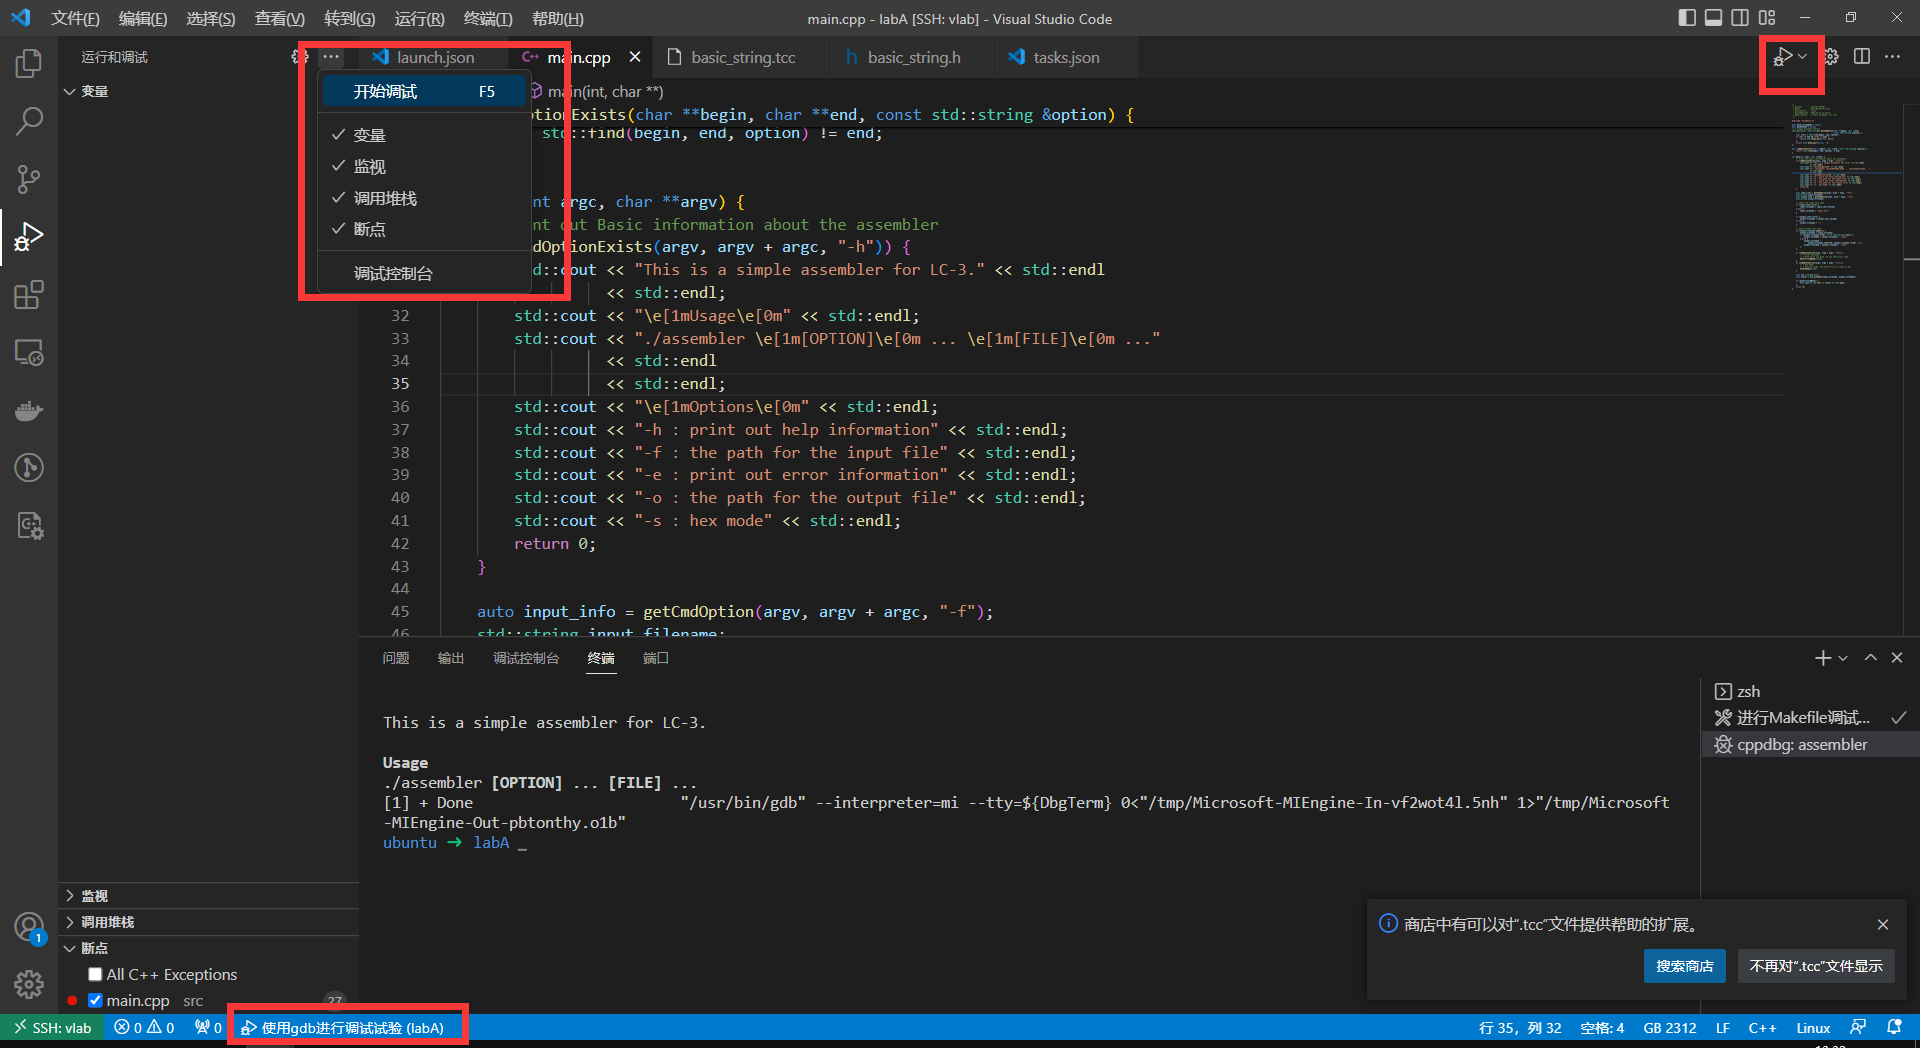 文件(F) 编辑(E) 选择(S) 查看(V) 转到(G) 运行(R) 终端(T) 帮助(H)
main.cpp - labA [SSH: vlab] - Visual Studio Code
运行和调试
launch.json
main.cpp
basic_string.tcc
basic_string.h
tasks.json
变量
开始调试 F5
变量
监视
调用堆栈
断点
调试控制台
main(int, char **)
tionExists(char **begin, char **end, const std::string &option) {
std::find(begin, end, option) != end;
nt argc, char **argv) {
nt out Basic information about the assembler
dOptionExists(argv, argv + argc, "-h")) {
d::cout << "This is a simple assembler for LC-3." << std::endl
<< std::endl;
32 std::cout << "\e[1mUsage\e[0m" << std::endl;
33 std::cout << "./assembler \e[1m[OPTION]\e[0m ... \e[1m[FILE]\e[0m ..."
34 << std::endl
35 << std::endl;
36 std::cout << "\e[1mOptions\e[0m" << std::endl;
37 std::cout << "-h : print out help information" << std::endl;
38 std::cout << "-f : the path for the input file" << std::endl;
39 std::cout << "-e : print out error information" << std::endl;
40 std::cout << "-o : the path for the output file" << std::endl;
41 std::cout << "-s : hex mode" << std::endl;
42 return 0;
43 }
44
45 auto input_info = getCmdOption(argv, argv + argc, "-f");
46 std::string input_filename;
问题 输出 调试控制台 终端 端口
This is a simple assembler for LC-3.
Usage
./assembler [OPTION] ... [FILE] ...
[1] + Done "/usr/bin/gdb" --interpreter=mi --tty=${DbgTerm} 0<"/tmp/Microsoft-MIEngine-In-vf2wot4l.5nh" 1>"/tmp/Microsoft
-MIEngine-Out-pbtonthy.o1b"
ubuntu → labA _
zsh
进行Makefile调试...
cppdbg: assembler
监视
调用堆栈
断点
All C++ Exceptions
main.cpp src 27
商店中有可以对“.tcc”文件提供帮助的扩展。
搜索商店
不再对“.tcc”文件显示
1
SSH: vlab
0 0
0
使用gdb进行调试试验 (labA)
行 35，列 32
空格: 4
GB 2312
LF
C++
Linux